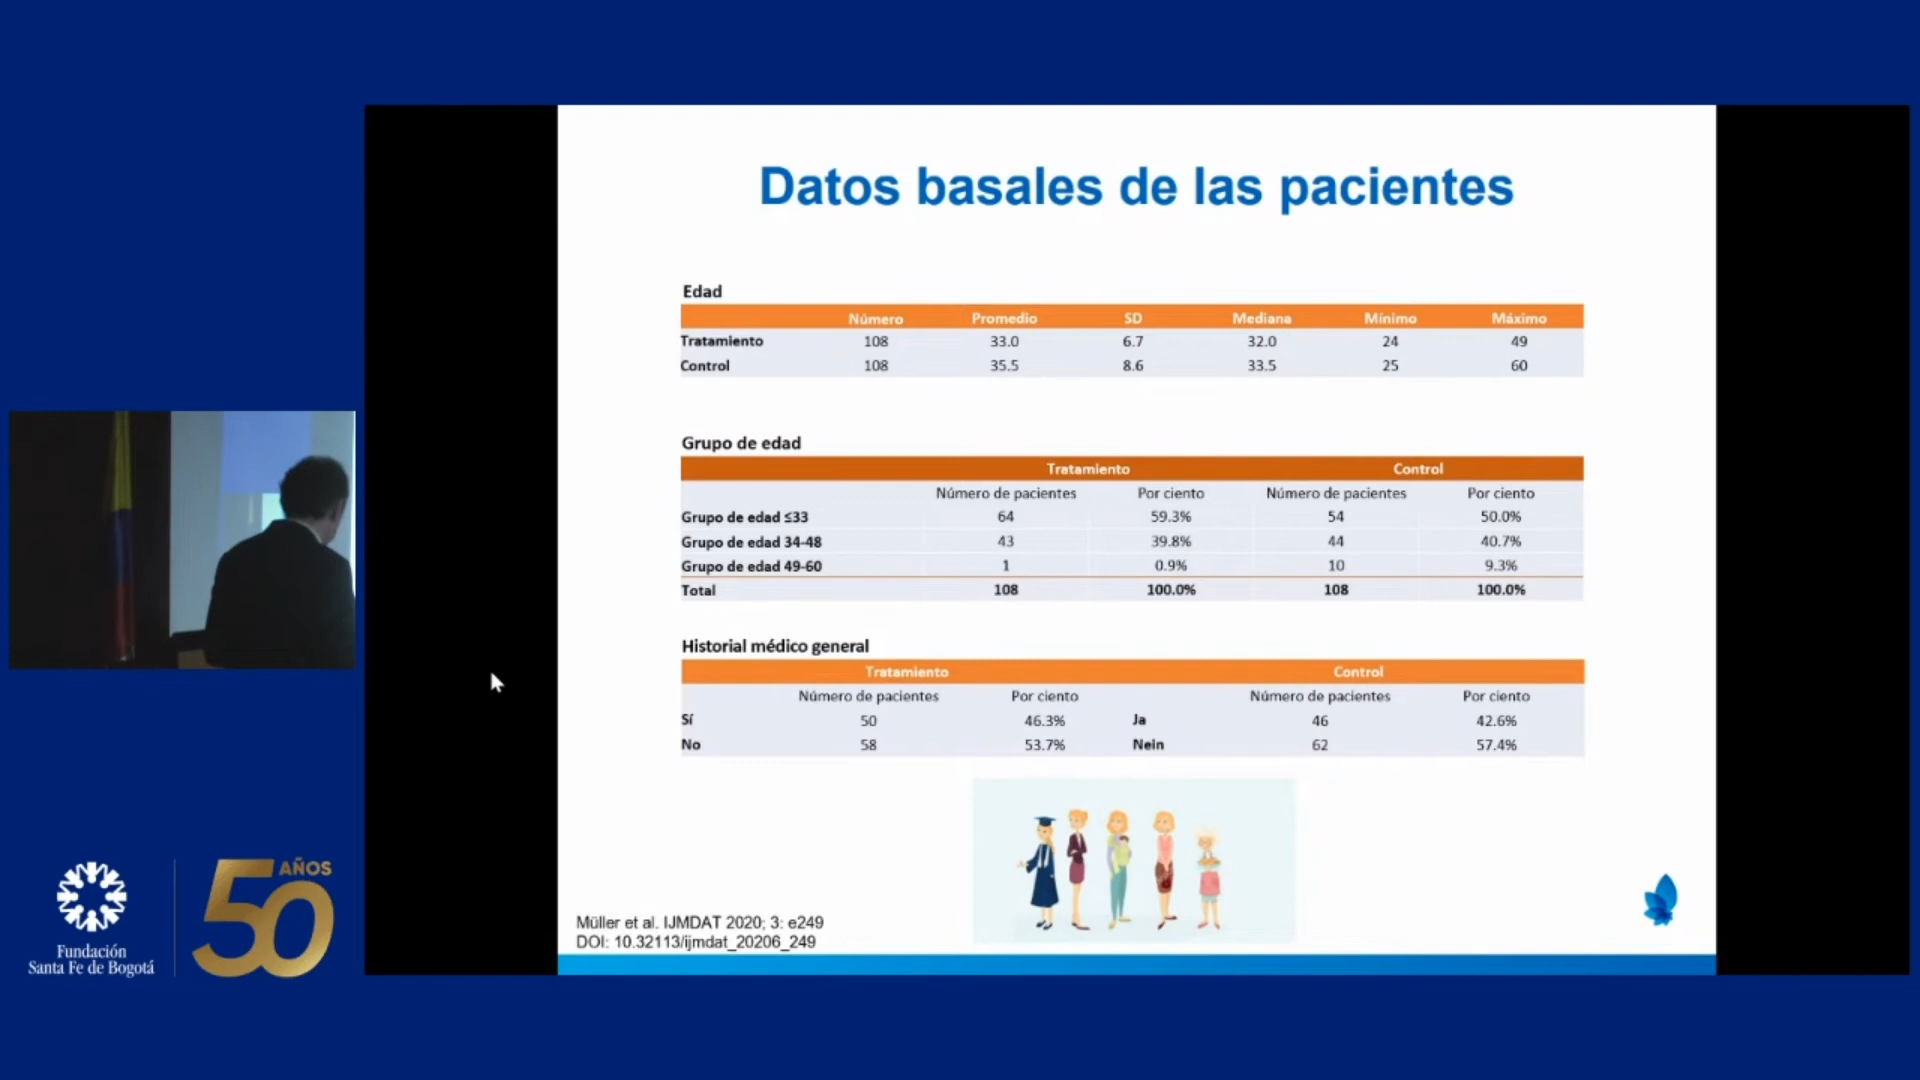 Datos basales de las pacientes
Edad
Número Promedio SD Mediana Mínimo Máximo
Tratamiento 108 33.0 6.7 32.0 24 49
Control 108 35.5 8.6 33.5 25 60
Grupo de edad
Tratamiento Control
Número de pacientes Por ciento Número de pacientes Por ciento
Grupo de edad ≤33 64 59.3% 54 50.0%
Grupo de edad 34-48 43 39.8% 44 40.7%
Grupo de edad 49-60 1 0.9% 10 9.3%
Total 108 100.0% 108 100.0%
Historial médico general
Tratamiento Control
Número de pacientes Por ciento Número de pacientes Por ciento
Sí 50 46.3% Ja 46 42.6%
No 58 53.7% Nein 62 57.4%
Müller et al. IJMDAT 2020; 3: e249
DOI: 10.32113/ijmdat_20206_249
Fundación
Santa Fe de Bogotá
50 AÑOS